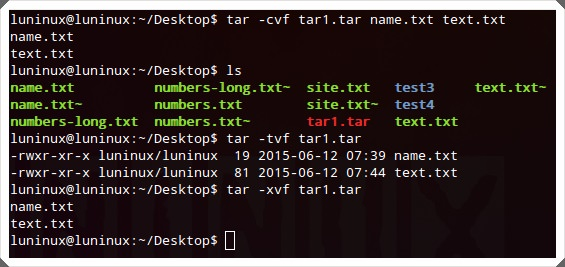 luninux@luninux:~/Desktop$ tar -cvf tar1.tar name.txt text.txt
name.txt
text.txt
luninux@luninux:~/Desktop$ ls
name.txt numbers-long.txt~ site.txt test3 text.txt~
name.txt~ numbers.txt site.txt~ test4
numbers-long.txt numbers.txt~ tar1.tar text.txt
luninux@luninux:~/Desktop$ tar -tvf tar1.tar
-rwxr-xr-x luninux/luninux 19 2015-06-12 07:39 name.txt
-rwxr-xr-x luninux/luninux 81 2015-06-12 07:44 text.txt
luninux@luninux:~/Desktop$ tar -xvf tar1.tar
name.txt
text.txt
luninux@luninux:~/Desktop$